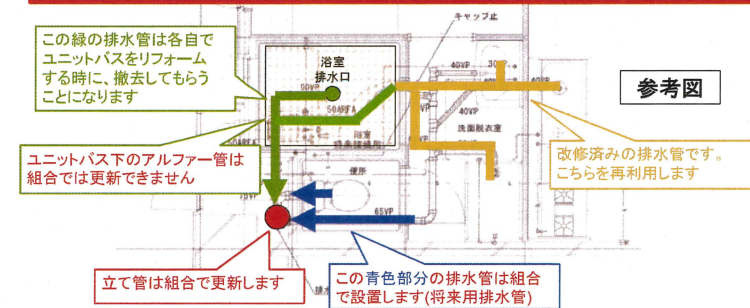 キャップ止
この緑の排水管は各自で
ユニットバスをリフォーム
する時に、撤去してもらう
ことになります
浴室
排水口
50VP
50ARFA
40VP
30VP
40VP
40VP
洗面脱衣室
参考図
ユニットバス下のアルファー管は
組合では更新できません
改修済みの排水管です。
こちらを再利用します
便所
75VP
65VP
立て管は組合で更新します
この青色部分の排水管は組合
で設置します(将来用排水管)